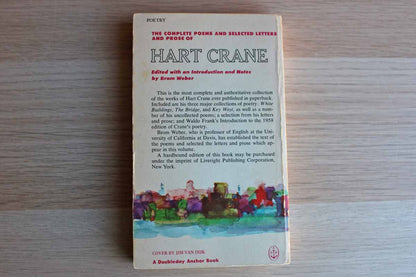 POETRY
THE COMPLETE POEMS AND SELECTED LETTERS
AND PROSE OF
HART CRANE
Edited with an Introduction and Notes
by Brom Weber
This is the most complete and authoritative collection
of the works of Hart Crane ever published in paperback.
Included are his three major collections of poetry: White
Buildings, The Bridge, and Key West, as well as a num-
ber of his uncollected poems; a selection from his letters
and prose; and Waldo Frank's Introduction to the 1958
edition of Crane's poetry.
Brom Weber, who is professor of English at the Uni-
versity of California at Davis, has established the text of
the poems and selected the letters and prose which ap-
pear in this volume.
A hardbound edition of this book may be purchased
under the imprint of Liveright Publishing Corporation,
New York.
COVER BY JIM VAN DIJK
A Doubleday Anchor Book